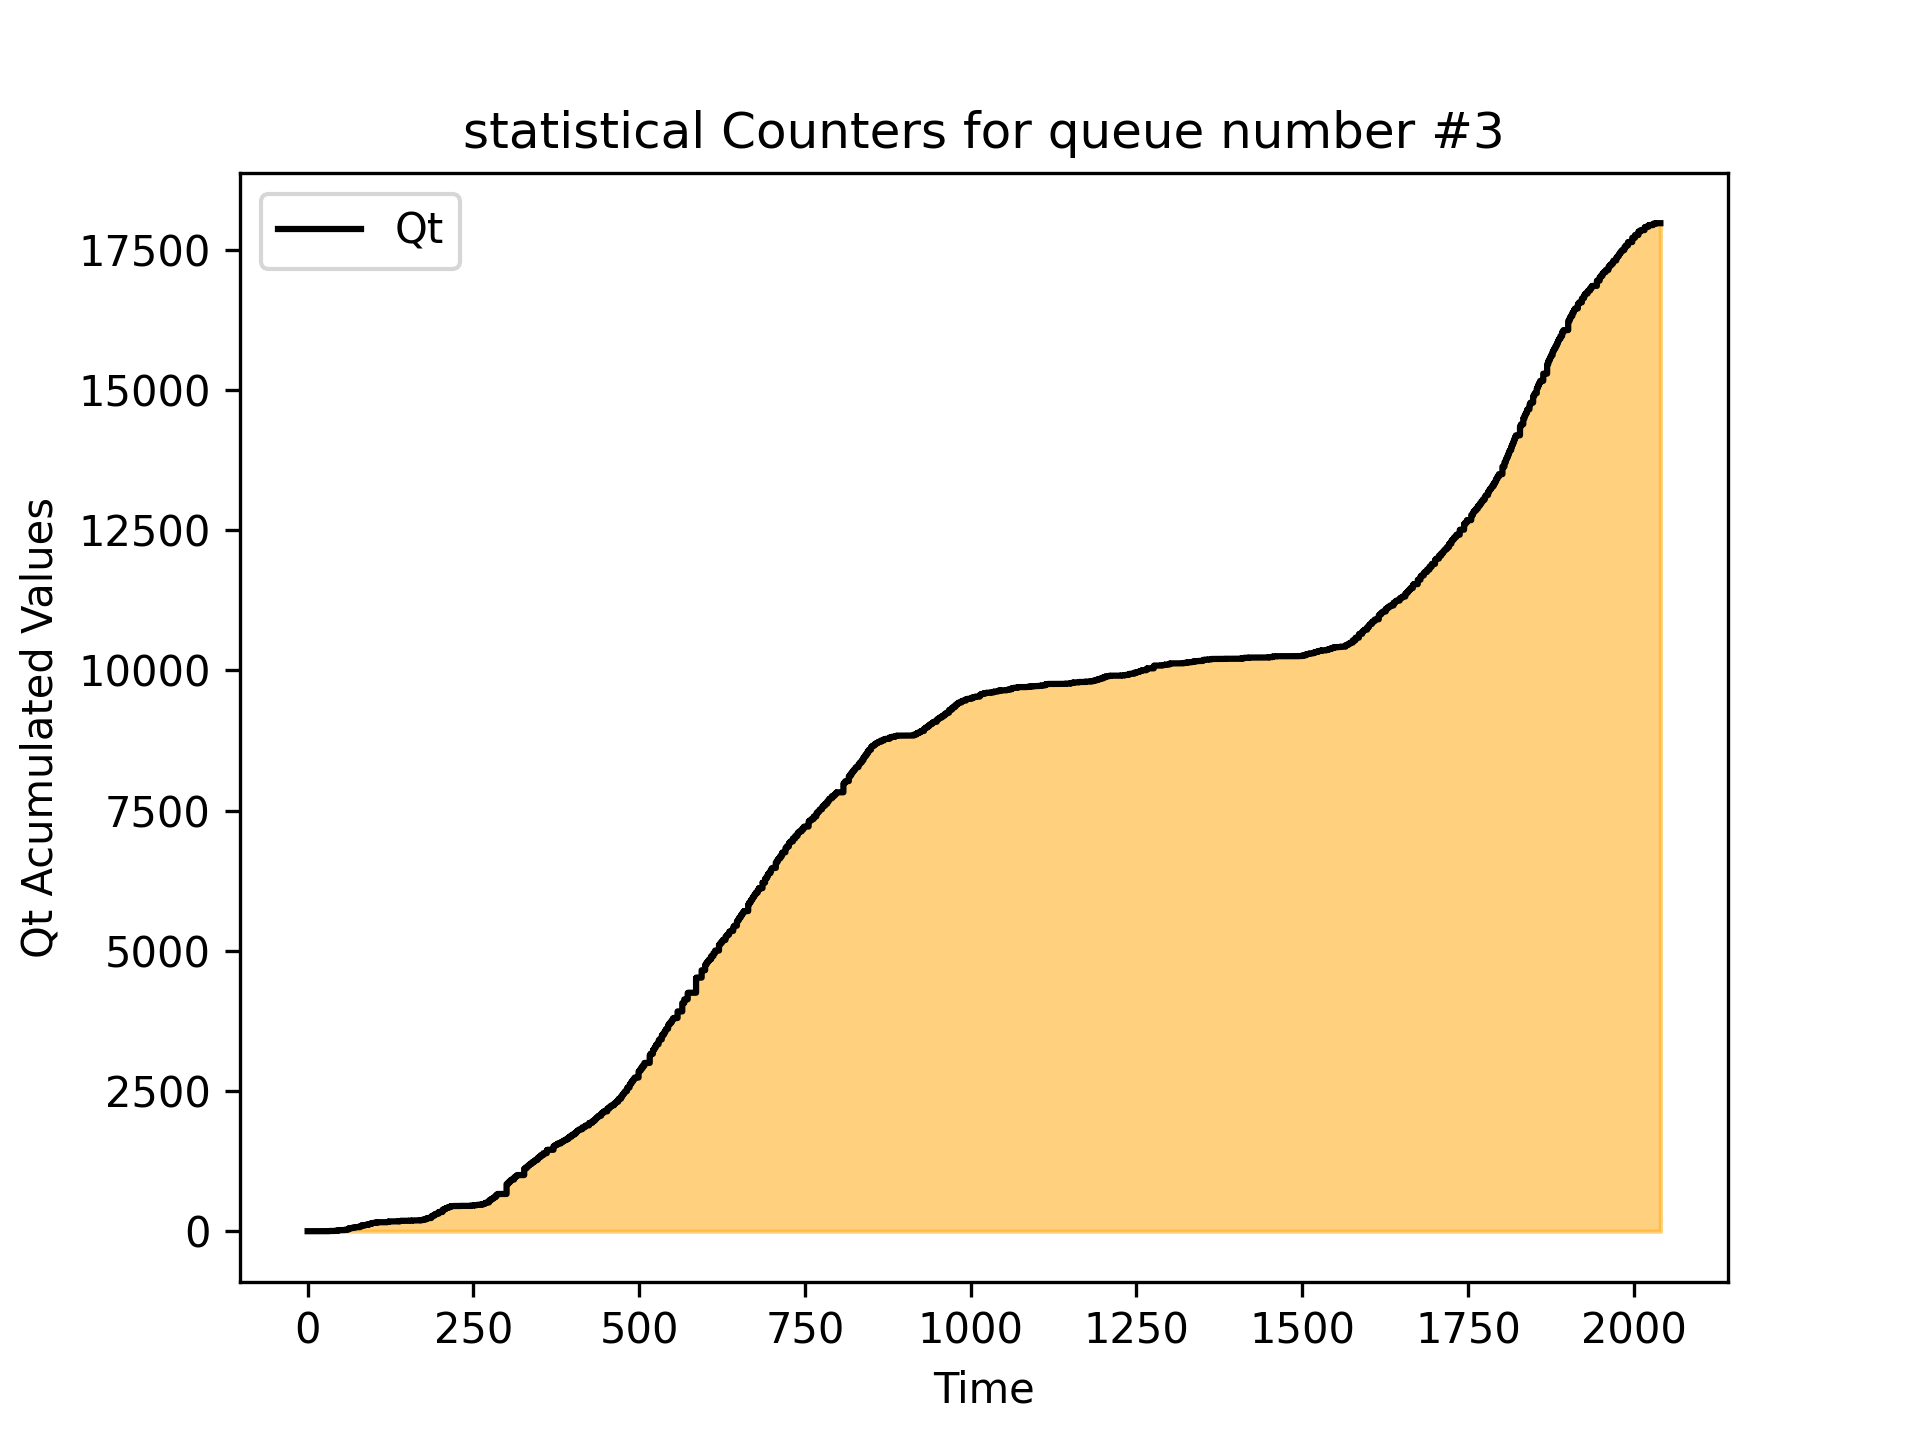 statistical Counters for queue number #3
Qt
17500
15000
12500
10000
7500
5000
2500
0
Qt Acumulated Values
0 250 500 750 1000 1250 1500 1750 2000
Time